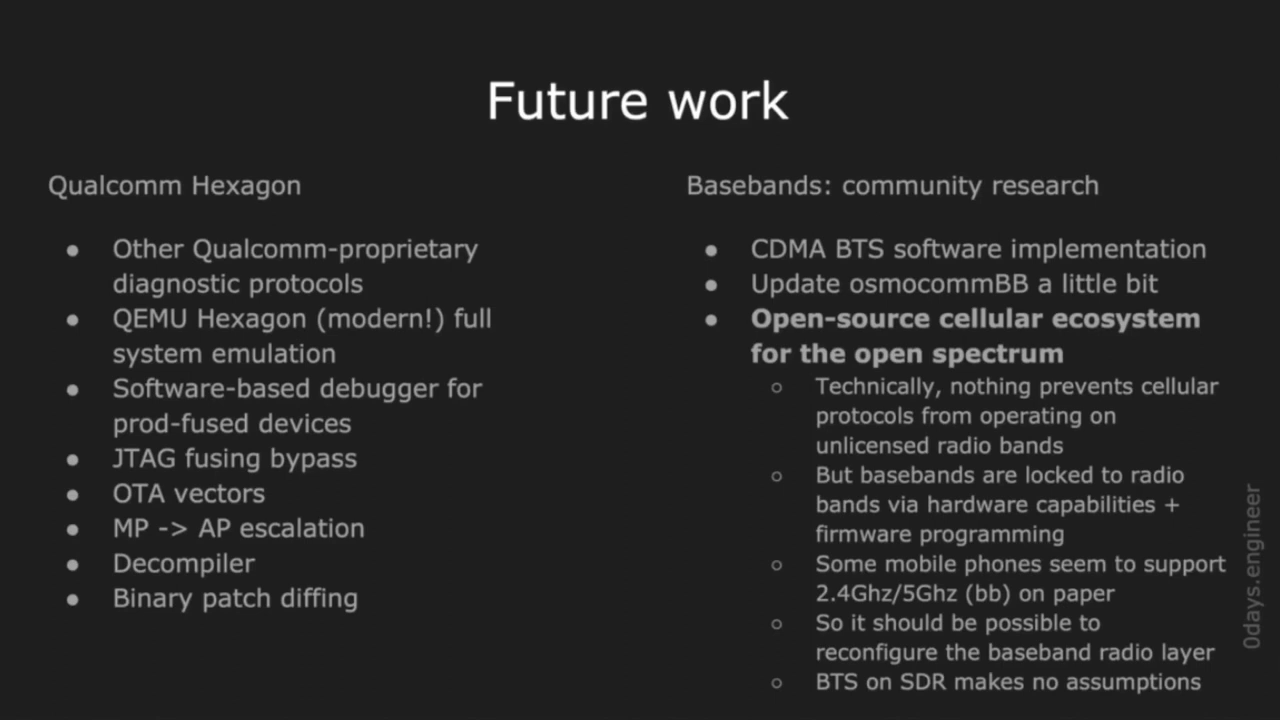 Future work
Qualcomm Hexagon
● Other Qualcomm-proprietary
diagnostic protocols
● QEMU Hexagon (modern!) full
system emulation
● Software-based debugger for
prod-fused devices
● JTAG fusing bypass
● OTA vectors
● MP -> AP escalation
● Decompiler
● Binary patch diffing
Basebands: community research
● CDMA BTS software implementation
● Update osmocommBB a little bit
● Open-source cellular ecosystem
for the open spectrum
○ Technically, nothing prevents cellular
protocols from operating on
unlicensed radio bands
○ But basebands are locked to radio
bands via hardware capabilities +
firmware programming
○ Some mobile phones seem to support
2.4Ghz/5Ghz (bb) on paper
○ So it should be possible to
reconfigure the baseband radio layer
○ BTS on SDR makes no assumptions
0days.engineer